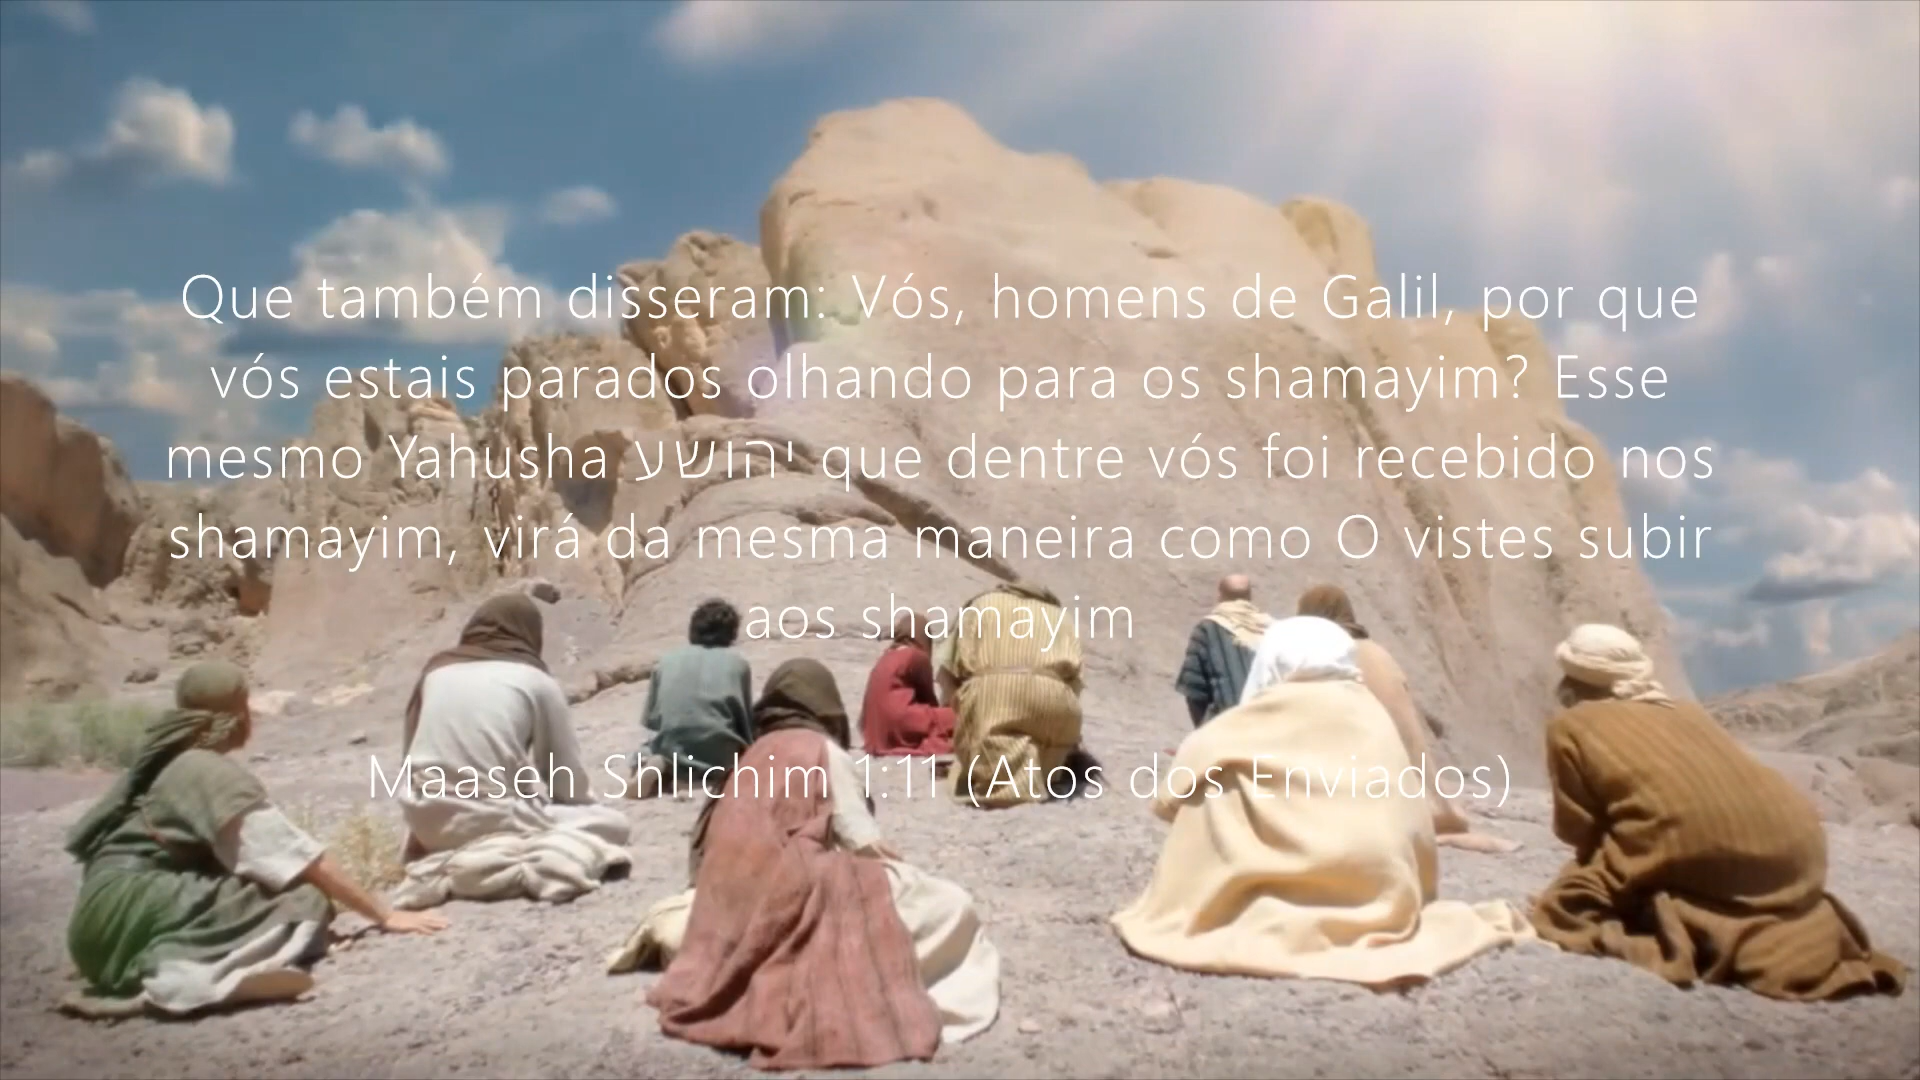 Que também disseram: Vós, homens de Galil, por que
vós estais parados olhando para os shamayim? Esse
mesmo Yahusha יהושע que dentre vós foi recebido nos
shamayim, virá da mesma maneira como O vistes subir
aos shamayim
Maaseh Shlichim 1:11 (Atos dos Enviados)